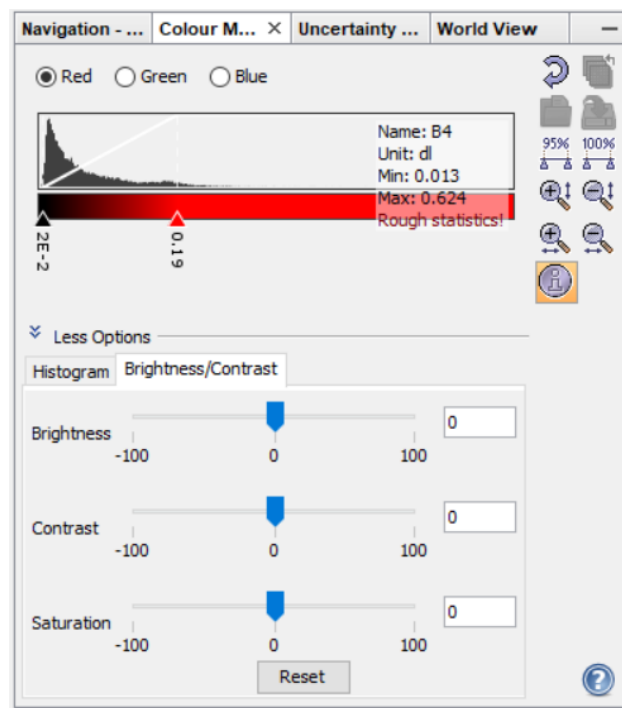 Navigation - ... Colour M... × Uncertainty ... World View
Red Green Blue
Name: B4
Unit: dl
Min: 0.013
Max: 0.624
Rough statistics!
95% 100%
2E-2 0.19
Less Options
Histogram Brightness/Contrast
Brightness 0
-100 0 100
Contrast 0
-100 0 100
Saturation 0
-100 0 100
Reset